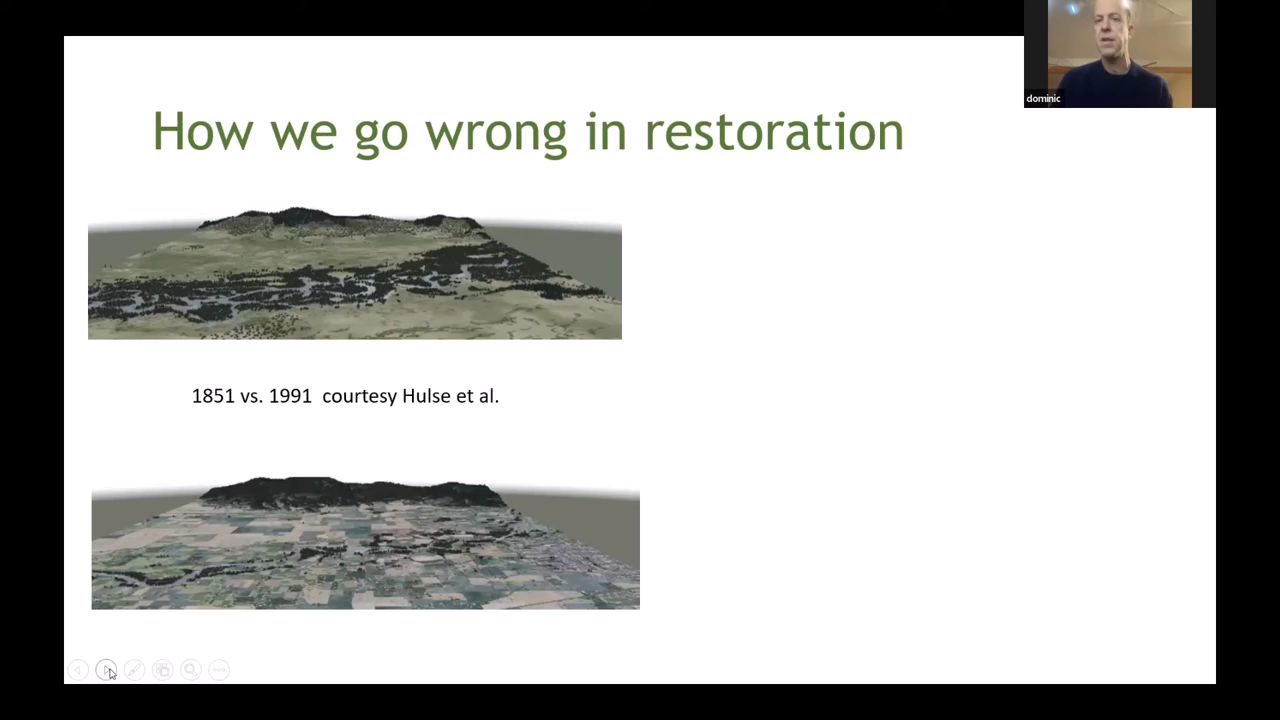 dominic
How we go wrong in restoration
1851 vs. 1991 courtesy Hulse et al.